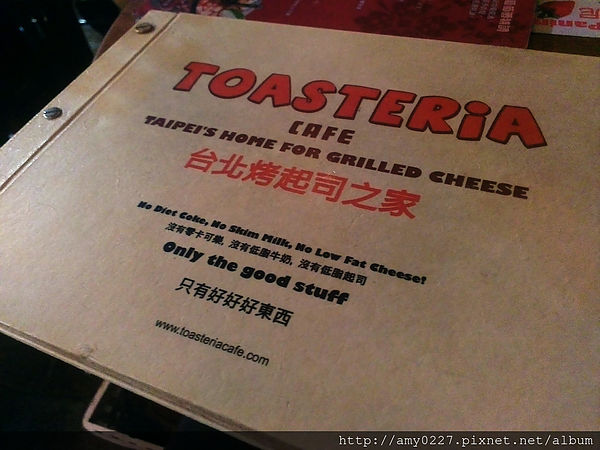 TOASTERiA
CAFE
TAIPEI'S HOME FOR GRILLED CHEESE
台北烤起司之家
No Diet Coke, No Skim Milk, No Low Fat Cheese!
沒有零卡可樂, 沒有低脂牛奶, 沒有低脂起司
Only the good stuff
只有好好好東西
www.toasteriacafe.com
http://amy0227.pixnet.net/album